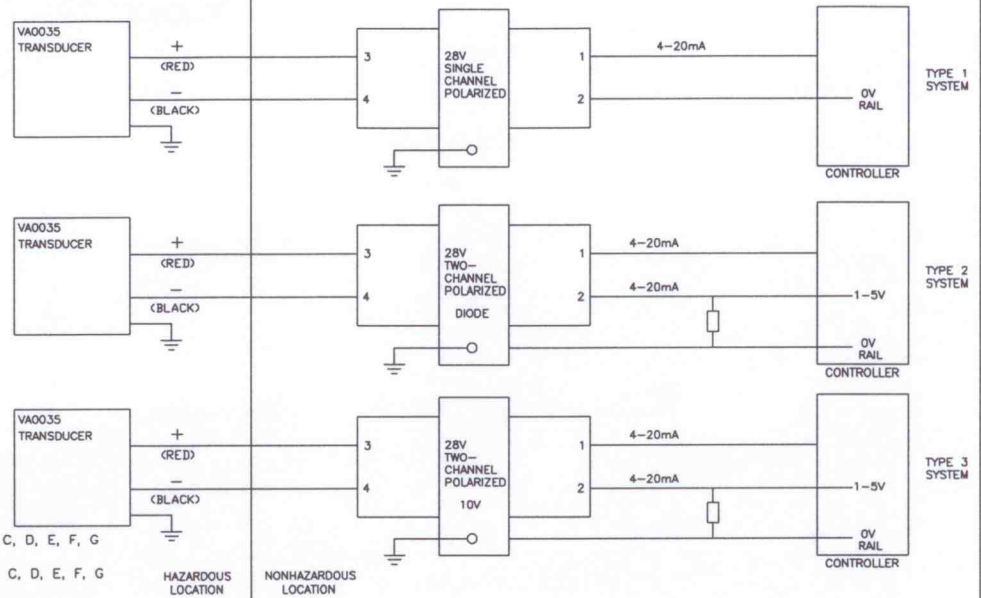 VA0035
TRANSDUCER
+
(RED)
−
(BLACK)
3
4
28V
SINGLE
CHANNEL
POLARIZED
1
2
4-20mA
0V
RAIL
CONTROLLER
TYPE 1
SYSTEM
VA0035
TRANSDUCER
+
(RED)
−
(BLACK)
3
4
28V
TWO-
CHANNEL
POLARIZED
DIODE
1
2
4-20mA
4-20mA
1-5V
0V
RAIL
CONTROLLER
TYPE 2
SYSTEM
VA0035
TRANSDUCER
+
(RED)
−
(BLACK)
3
4
28V
TWO-
CHANNEL
POLARIZED
10V
1
2
4-20mA
4-20mA
1-5V
0V
RAIL
CONTROLLER
TYPE 3
SYSTEM
C, D, E, F, G
C, D, E, F, G
HAZARDOUS
LOCATION
NONHAZARDOUS
LOCATION